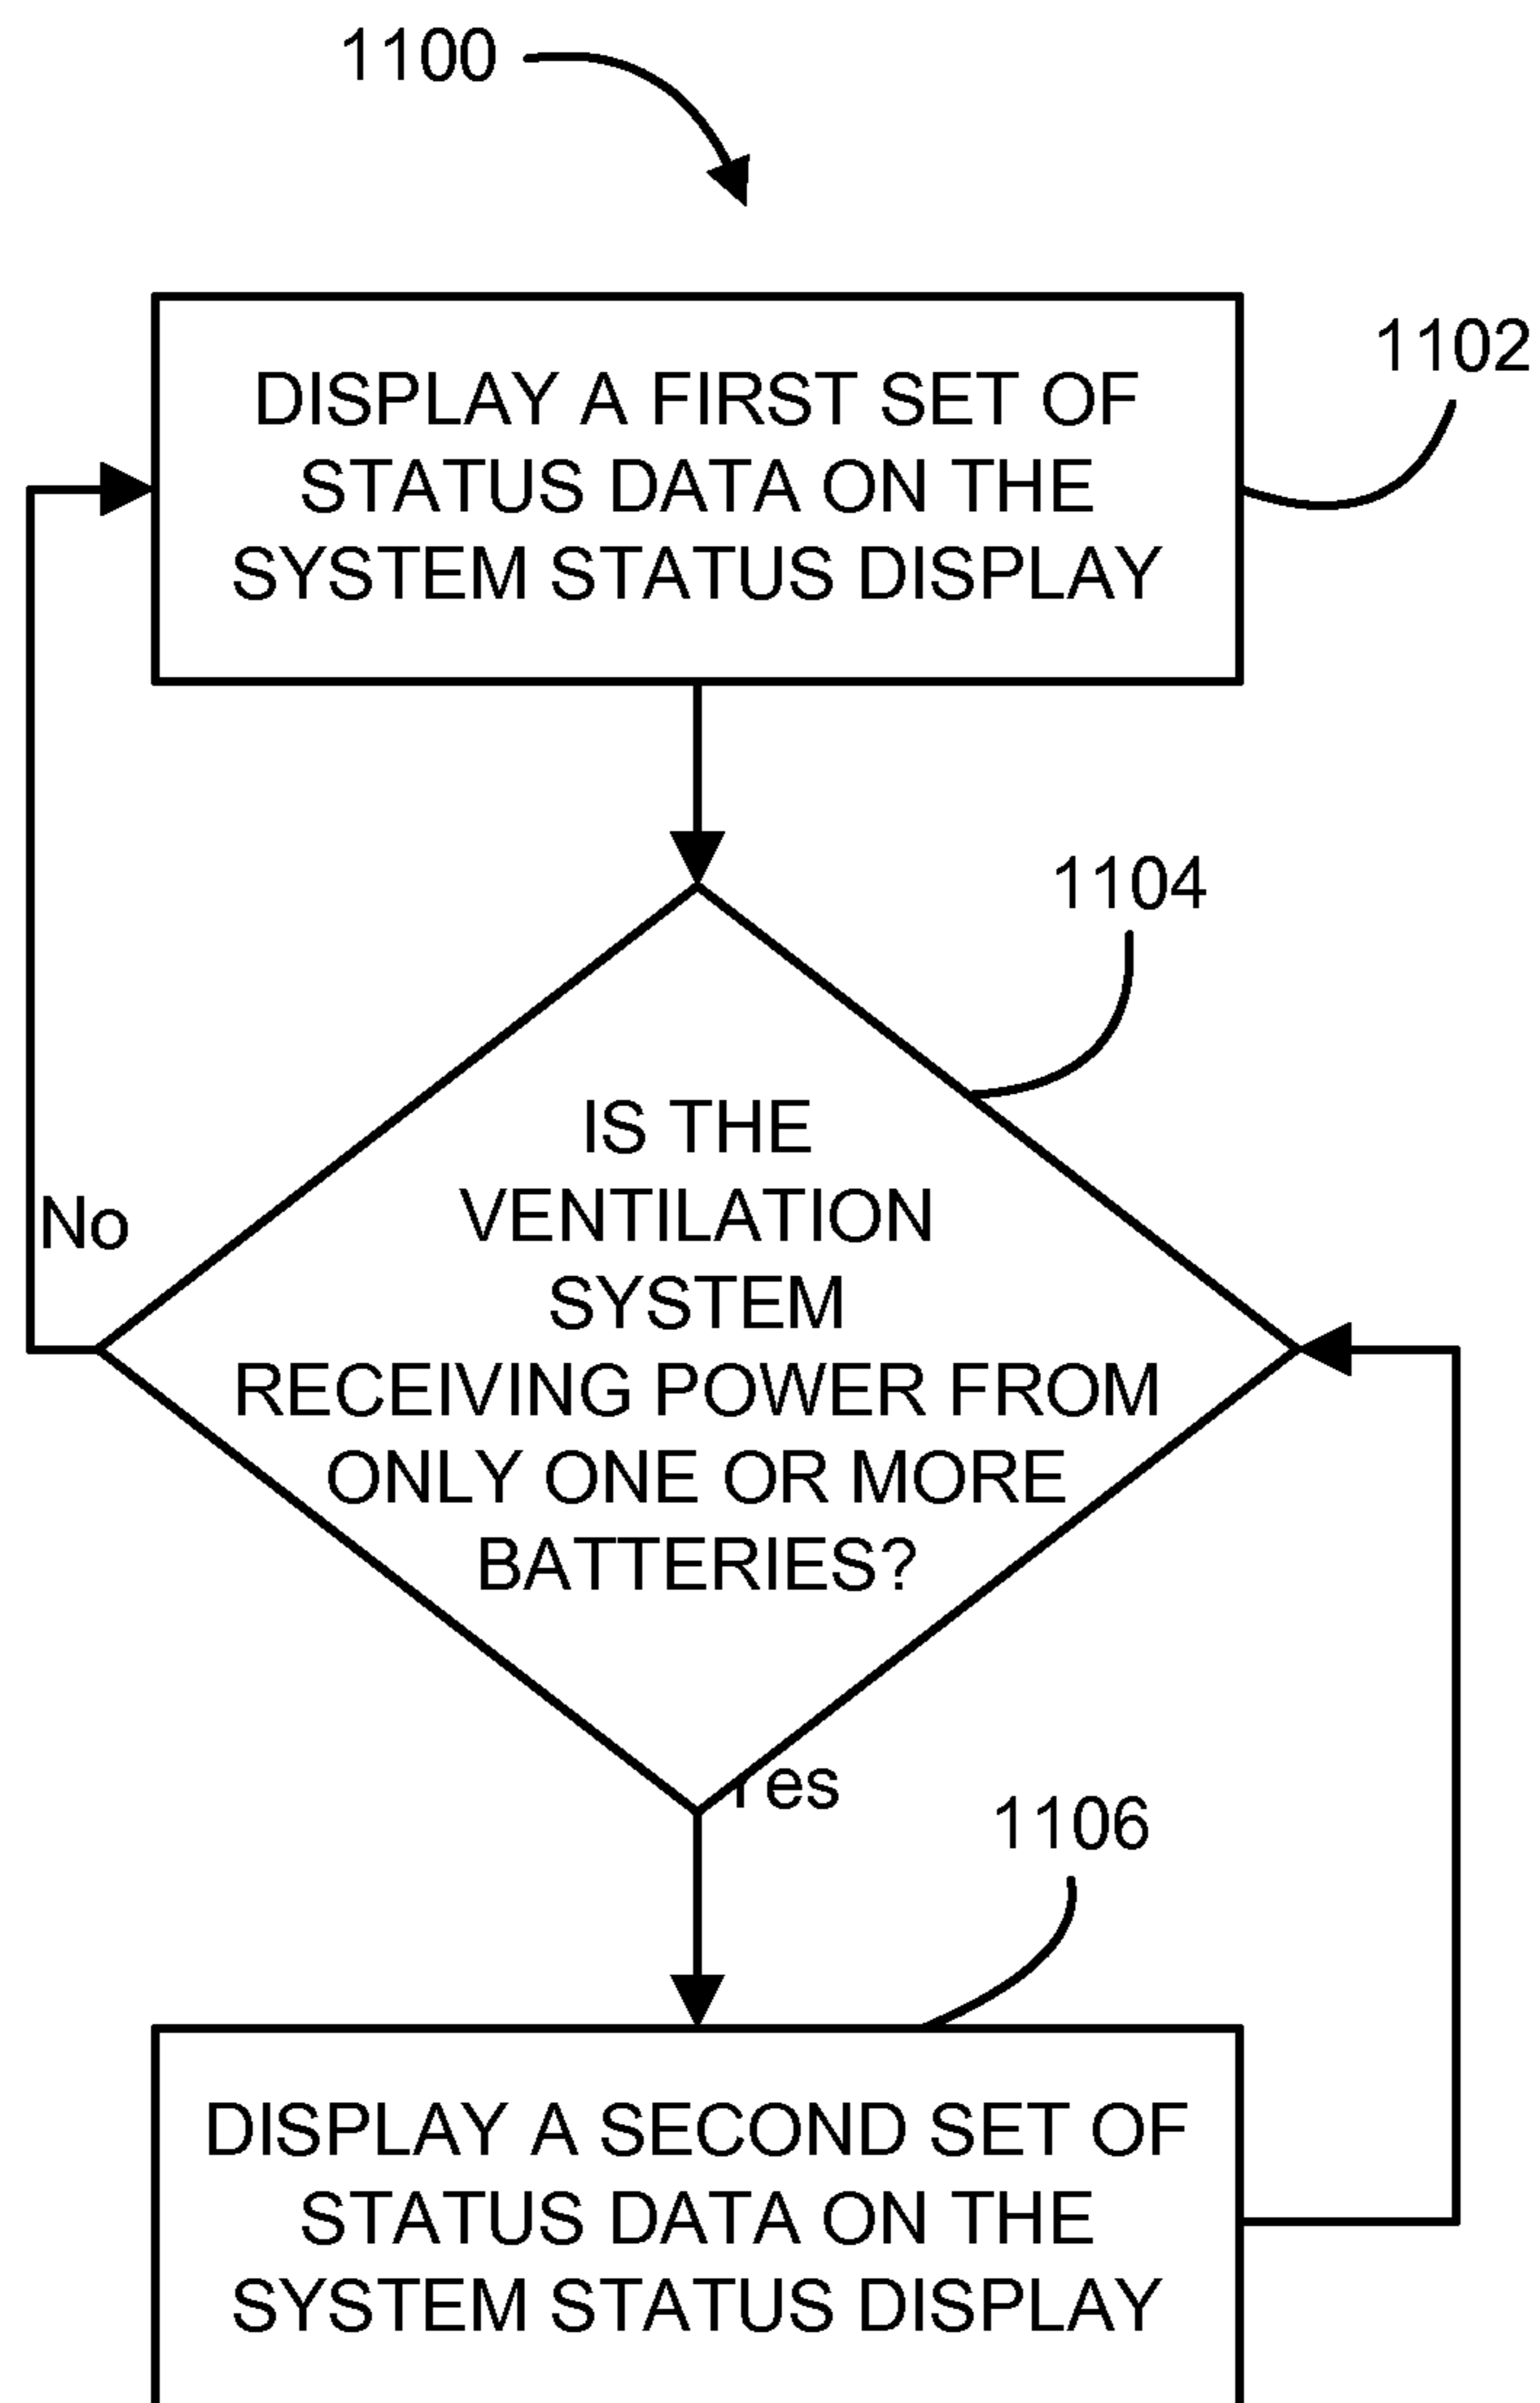 1100
1102
DISPLAY A FIRST SET OF
STATUS DATA ON THE
SYSTEM STATUS DISPLAY
1104
IS THE
VENTILATION
SYSTEM
RECEIVING POWER FROM
ONLY ONE OR MORE
BATTERIES?
No
Yes
1106
DISPLAY A SECOND SET OF
STATUS DATA ON THE
SYSTEM STATUS DISPLAY